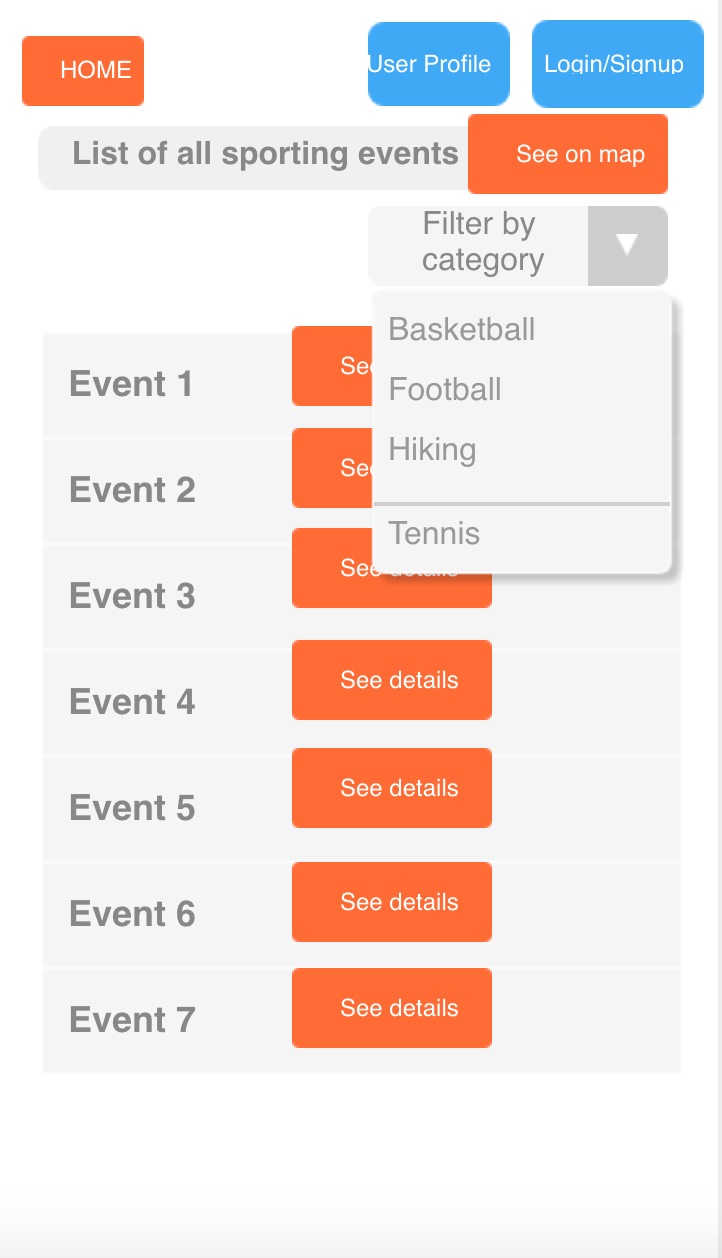 HOME
User Profile
Login/Signup
List of all sporting events
See on map
Filter by
category
▼
Basketball
Football
Hiking
Tennis
Event 1
See
Event 2
See
Event 3
See details
Event 4
See details
Event 5
See details
Event 6
See details
Event 7
See details